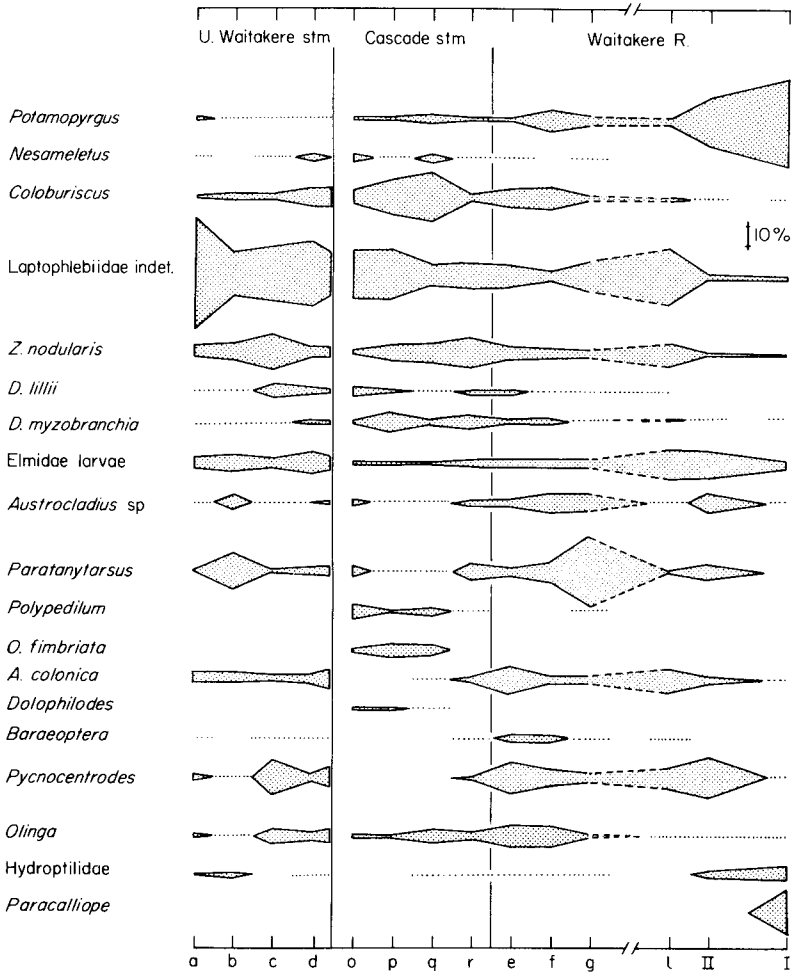 U. Waitakere stm Cascade stm Waitakere R.
Potamopyrgus
Nesameletus
Coloburiscus
10%
Laptophlebiidae indet.
Z. nodularis
D. lillii
D. myzobranchia
Elmidae larvae
Austrocladius sp
Paratanytarsus
Polypedilum
O. fimbriata
A. colonica
Dolophilodes
Baraeoptera
Pycnocentrodes
Olinga
Hydroptilidae
Paracalliope
a b c d o p q r e f g l II I